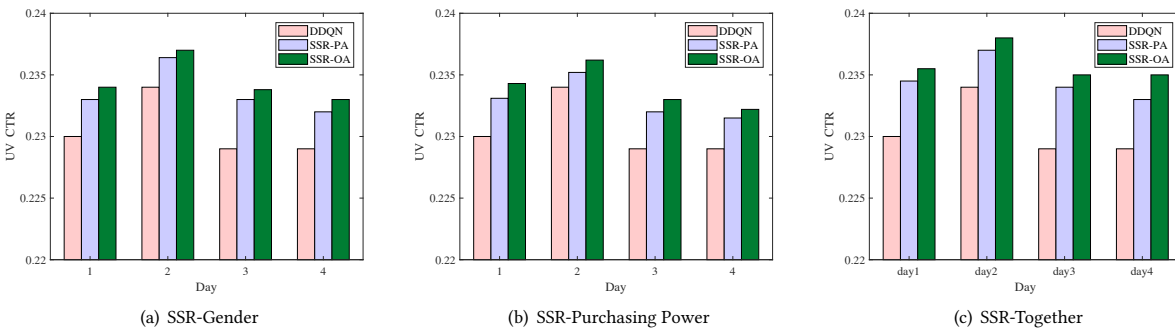 0.24
0.235
0.23
0.225
0.22
UV CTR
DDQN
SSR-PA
SSR-OA
1 2 3 4
Day
(a) SSR-Gender
0.24
0.235
0.23
0.225
0.22
UV CTR
DDQN
SSR-PA
SSR-OA
1 2 3 4
Day
(b) SSR-Purchasing Power
0.24
0.235
0.23
0.225
0.22
UV CTR
DDQN
SSR-PA
SSR-OA
day1 day2 day3 day4
Day
(c) SSR-Together